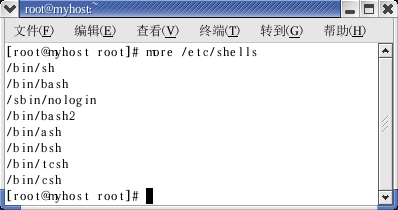 root@myhost:~
文件(F) 编辑(E) 查看(V) 终端(T) 转到(G) 帮助(H)
[root@myhost root]# more /etc/shells
/bin/sh
/bin/bash
/sbin/nologin
/bin/bash2
/bin/ash
/bin/bsh
/bin/tcsh
/bin/csh
[root@myhost root]#